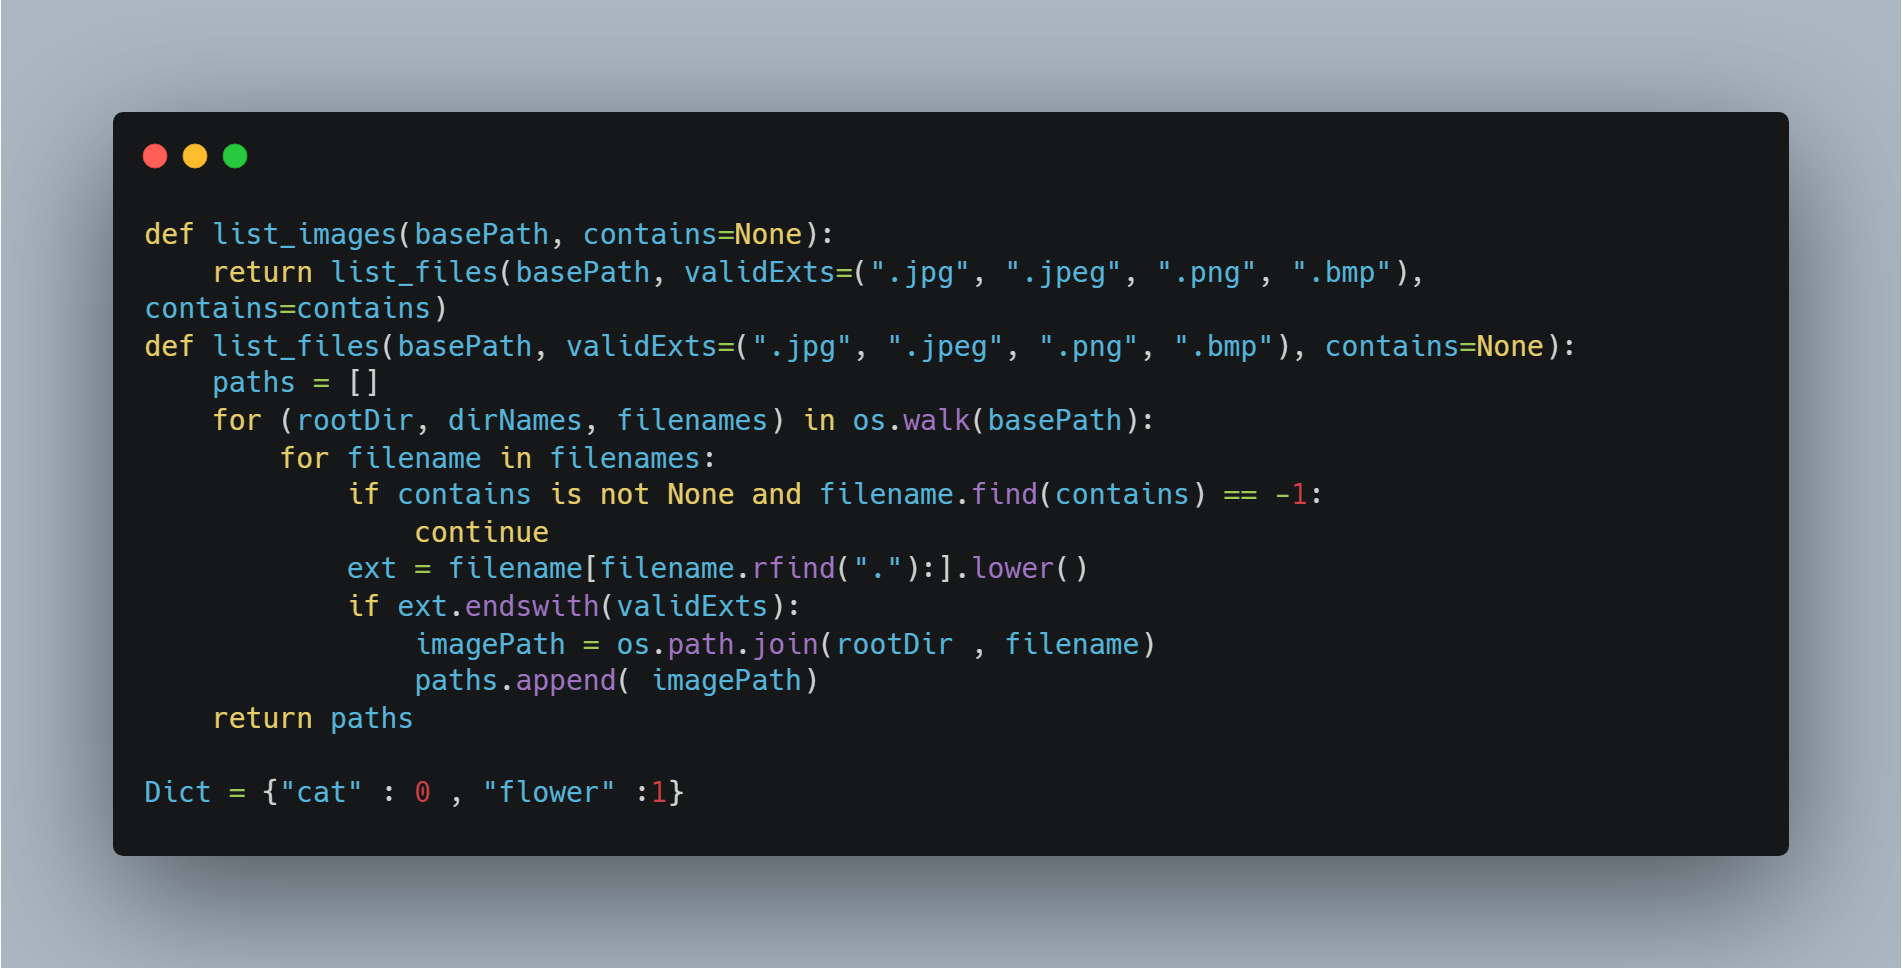 def list_images(basePath, contains=None):
    return list_files(basePath, validExts=(".jpg", ".jpeg", ".png", ".bmp"),
contains=contains)
def list_files(basePath, validExts=(".jpg", ".jpeg", ".png", ".bmp"), contains=None):
    paths = []
    for (rootDir, dirNames, filenames) in os.walk(basePath):
        for filename in filenames:
            if contains is not None and filename.find(contains) == -1:
                continue
            ext = filename[filename.rfind("."):].lower()
            if ext.endswith(validExts):
                imagePath = os.path.join(rootDir , filename)
                paths.append( imagePath)
    return paths

Dict = {"cat" : 0 , "flower" :1}